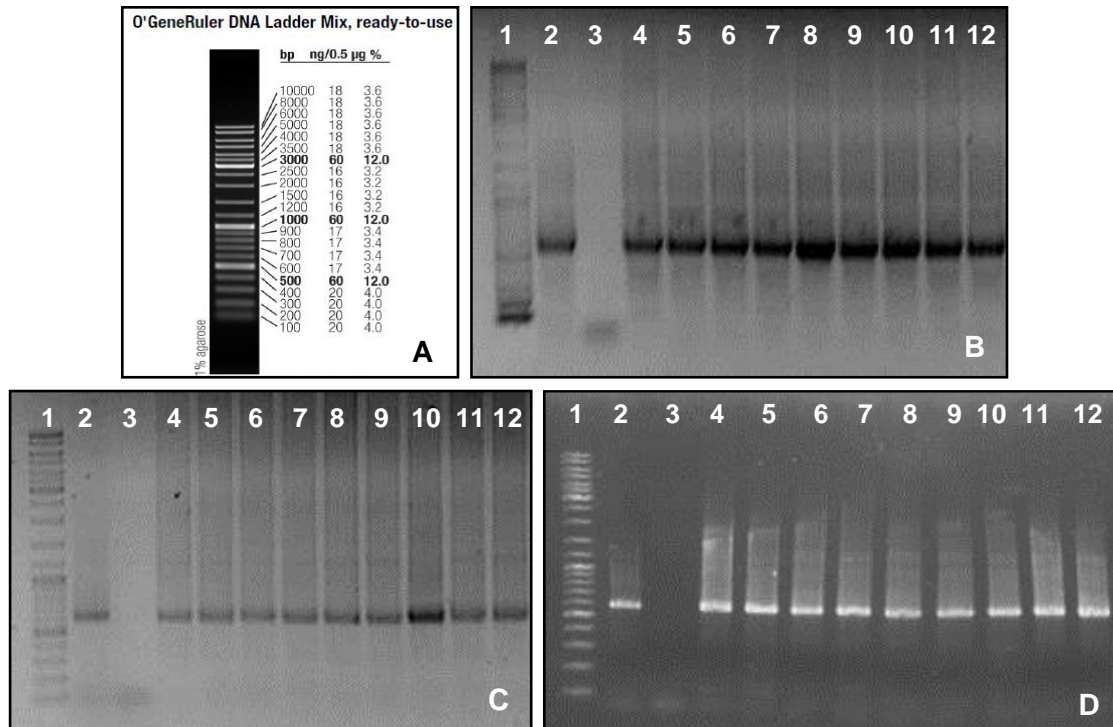 O'GeneRuler DNA Ladder Mix, ready-to-use
bp ng/0.5 µg %
10000 18 3.6
8000 18 3.6
6000 18 3.6
5000 18 3.6
4000 18 3.6
3500 18 3.6
3000 60 12.0
2500 16 3.2
2000 16 3.2
1500 16 3.2
1200 16 3.2
1000 60 12.0
900 17 3.4
800 17 3.4
700 17 3.4
600 17 3.4
500 60 12.0
400 20 4.0
300 20 4.0
200 20 4.0
100 20 4.0
1% agarose
A
1 2 3 4 5 6 7 8 9 10 11 12
B
1 2 3 4 5 6 7 8 9 10 11 12
C
1 2 3 4 5 6 7 8 9 10 11 12
D